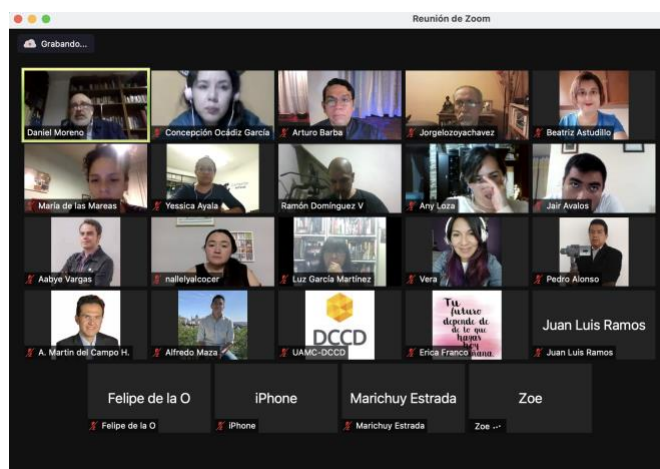 Reunión de Zoom
Grabando...
Daniel Moreno
Concepción Ocádiz García
Arturo Barba
Jorgelozoyachavez
Beatriz Astudillo
María de las Mareas
Yessica Ayala
Ramón Domínguez V
Any Loza
Jair Avalos
Aabye Vargas
nallelyalcocer
Luz García Martínez
Vera
Pedro Alonso
A. Martin del Campo H.
Alfredo Maza
DCCD
UAMC-DCCD
Tu
futuro
depende de
de lo que
hagas
hoy
Erica Franco
Juan Luis Ramos
Juan Luis Ramos
Felipe de la O
Felipe de la O
iPhone
iPhone
Marichuy Estrada
Marichuy Estrada
Zoe
Zoe